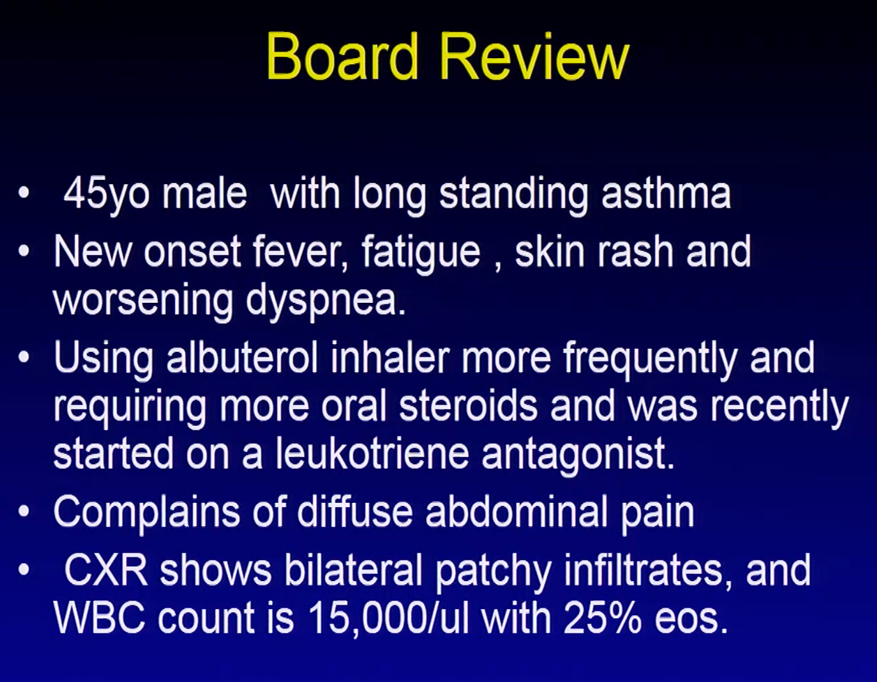 Board Review
• 45yo male with long standing asthma
• New onset fever, fatigue , skin rash and
worsening dyspnea.
• Using albuterol inhaler more frequently and
requiring more oral steroids and was recently
started on a leukotriene antagonist.
• Complains of diffuse abdominal pain
• CXR shows bilateral patchy infiltrates, and
WBC count is 15,000/ul with 25% eos.